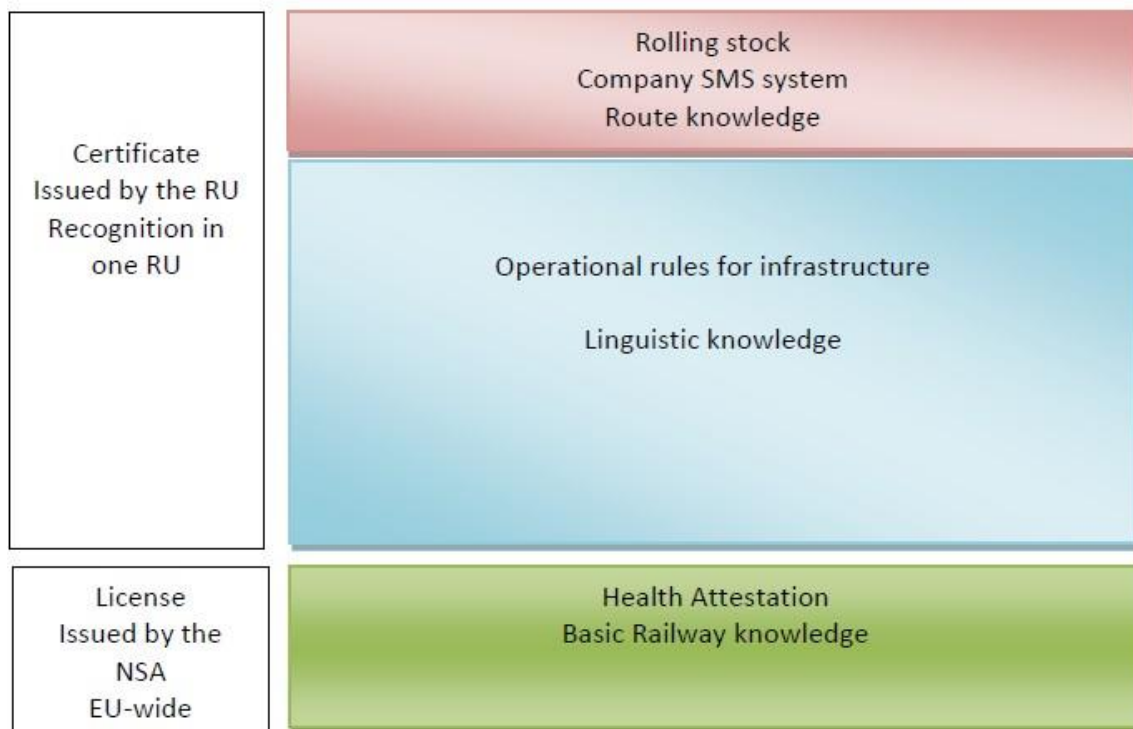 Certificate
Issued by the RU
Recognition in
one RU
Rolling stock
Company SMS system
Route knowledge
Operational rules for infrastructure
Linguistic knowledge
License
Issued by the
NSA
EU-wide
Health Attestation
Basic Railway knowledge